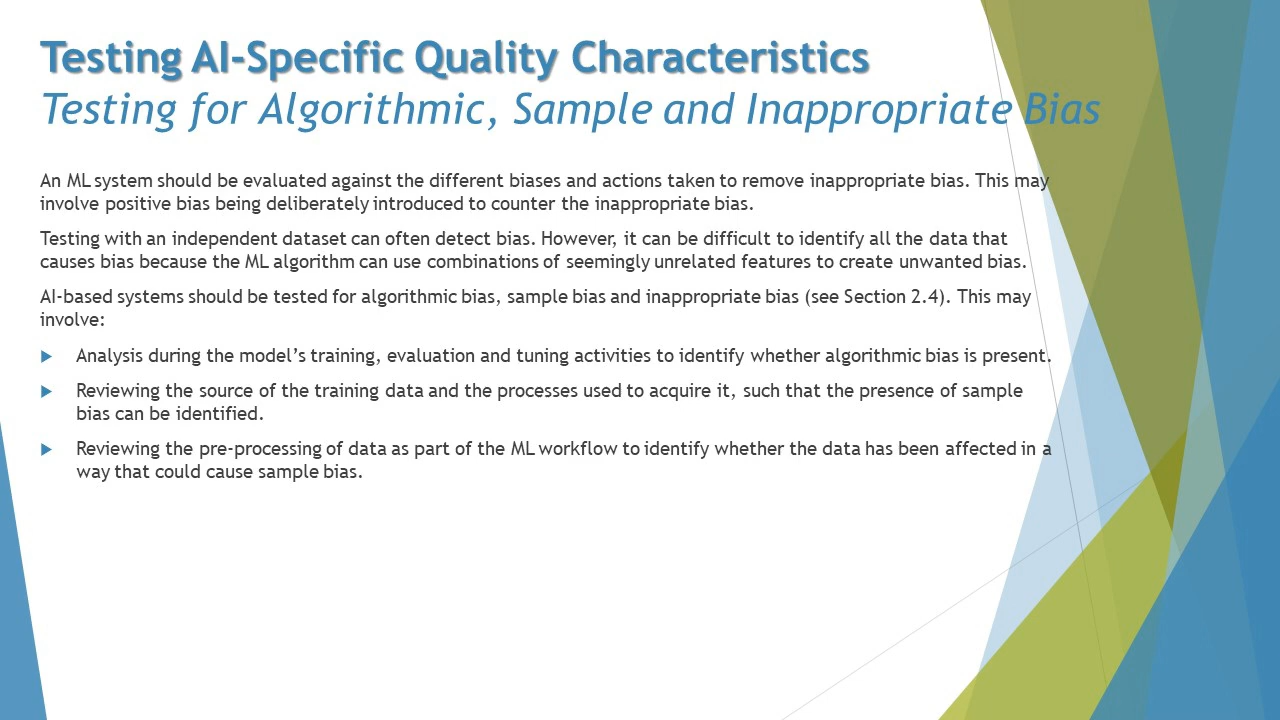 Testing AI-Specific Quality Characteristics
Testing for Algorithmic, Sample and Inappropriate Bias
An ML system should be evaluated against the different biases and actions taken to remove inappropriate bias. This may
involve positive bias being deliberately introduced to counter the inappropriate bias.
Testing with an independent dataset can often detect bias. However, it can be difficult to identify all the data that
causes bias because the ML algorithm can use combinations of seemingly unrelated features to create unwanted bias.
AI-based systems should be tested for algorithmic bias, sample bias and inappropriate bias (see Section 2.4). This may
involve:
Analysis during the model’s training, evaluation and tuning activities to identify whether algorithmic bias is present.
Reviewing the source of the training data and the processes used to acquire it, such that the presence of sample
bias can be identified.
Reviewing the pre-processing of data as part of the ML workflow to identify whether the data has been affected in a
way that could cause sample bias.